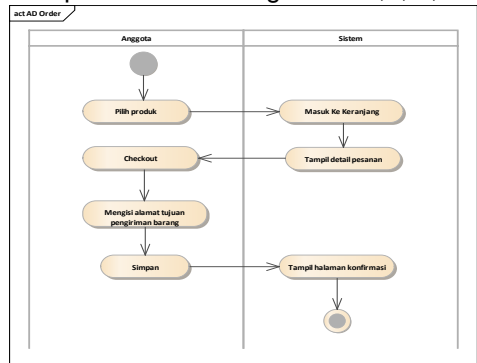 act AD Order
Anggota
Sistem
Pilih produk
Masuk Ke Keranjang
Checkout
Tampil detail pesanan
Mengisi alamat tujuan
pengiriman barang
Simpan
Tampil halaman konfirmasi